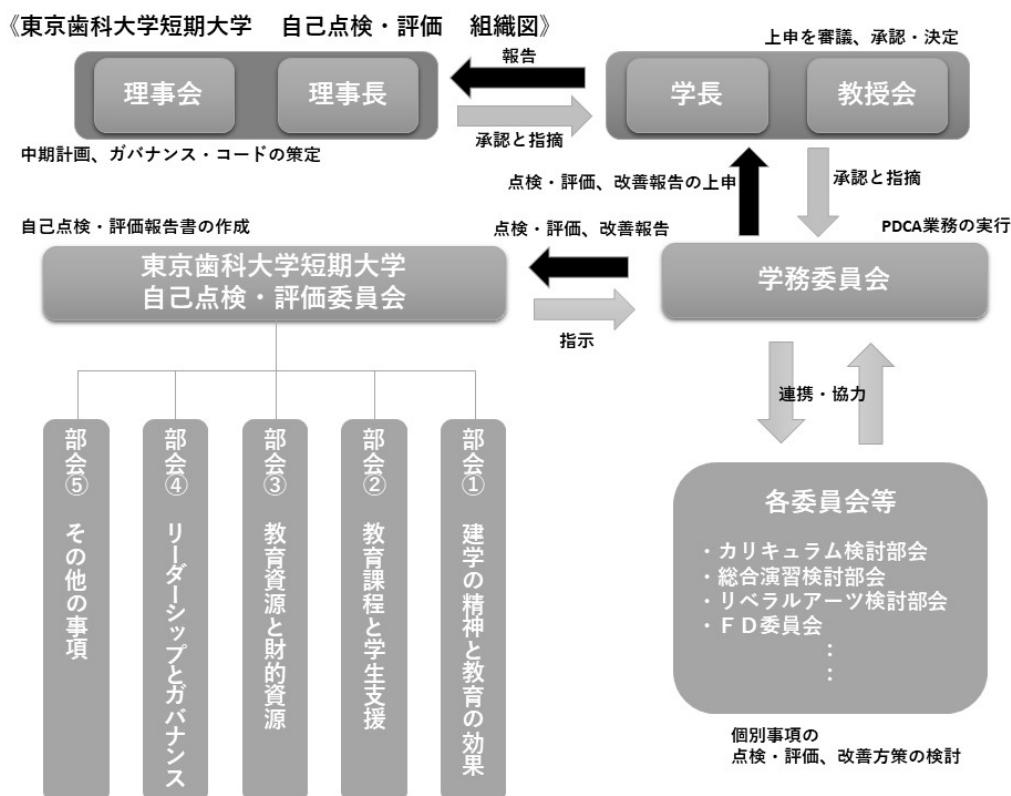 《東京歯科大学短期大学　自己点検・評価　組織図》
上申を審議、承認・決定
理事会
理事長
報告
承認と指摘
学長
教授会
中期計画、ガバナンス・コードの策定
点検・評価、改善報告の上申
承認と指摘
自己点検・評価報告書の作成
点検・評価、改善報告
PDCA業務の実行
東京歯科大学短期大学
自己点検・評価委員会
指示
学務委員会
連携・協力
部会⑤　その他の事項
部会④　リーダーシップとガバナンス
部会③　教育資源と財的資源
部会②　教育課程と学生支援
部会①　建学の精神と教育の効果
各委員会等
・カリキュラム検討部会
・総合演習検討部会
・リベラルアーツ検討部会
・ＦＤ委員会
：
：
個別事項の
点検・評価、改善方策の検討